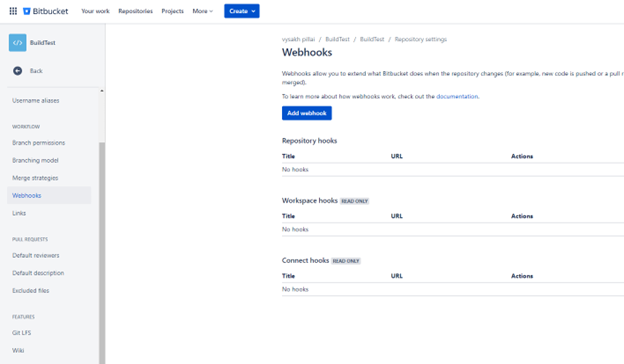 Bitbucket Your work Repositories Projects More Create
BuildTest
Back
Username aliases
WORKFLOW
Branch permissions
Branching model
Merge strategies
Webhooks
Links
PULL REQUESTS
Default reviewers
Default description
Excluded files
FEATURES
Git LFS
Wiki
vysakh pillai / BuildTest / BuildTest / Repository settings
Webhooks
Webhooks allow you to extend what Bitbucket does when the repository changes (for example, new code is pushed or a pull r
merged).
To learn more about how webhooks work, check out the documentation.
Add webhook
Repository hooks
Title URL Actions
No hooks
Workspace hooks READ ONLY
Title URL Actions
No hooks
Connect hooks READ ONLY
Title URL Actions
No hooks